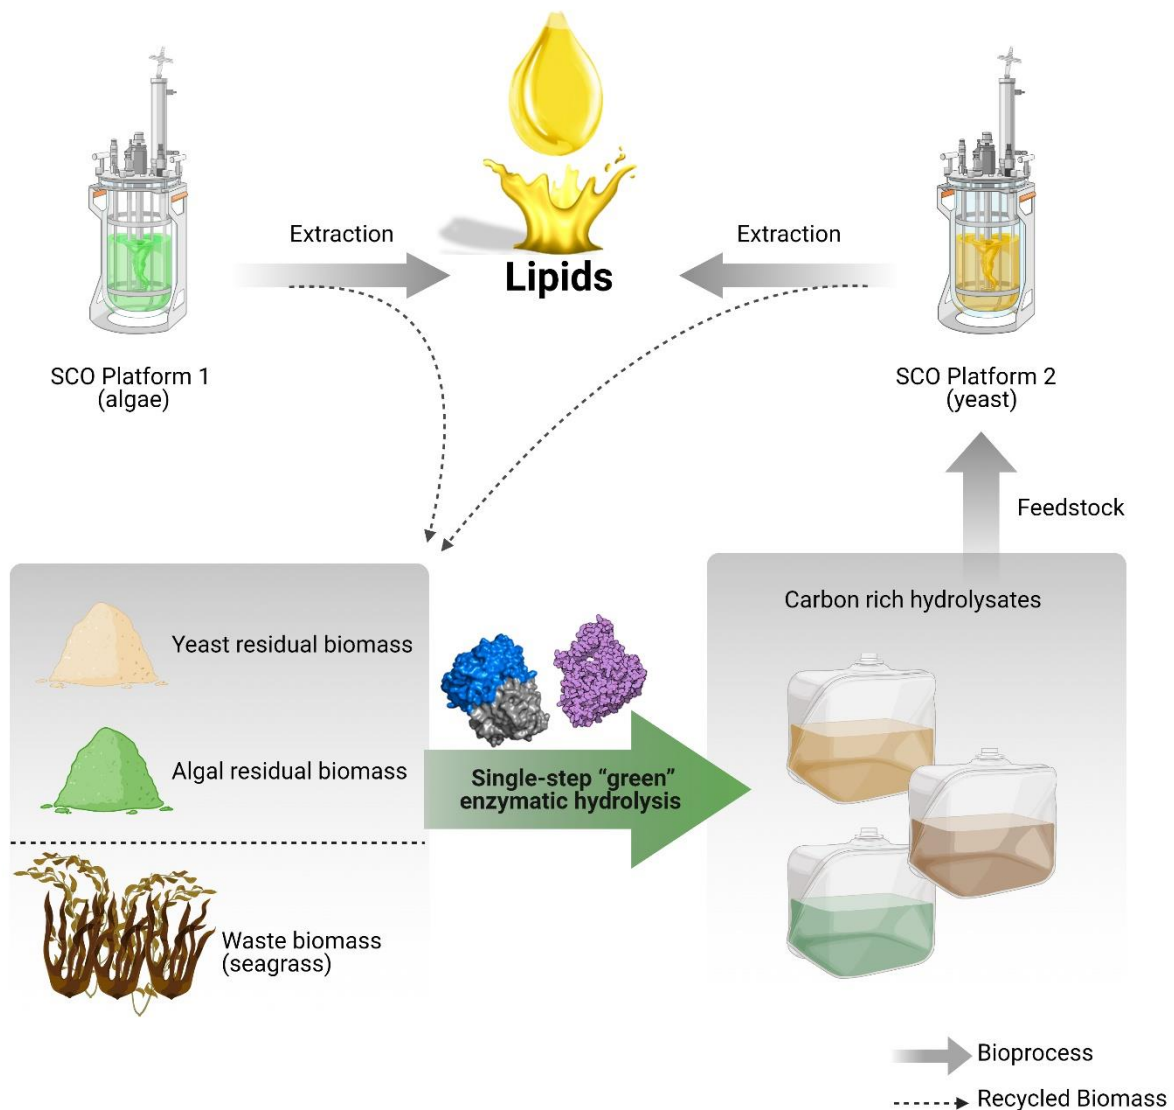 Extraction
Extraction
Lipids
SCO Platform 1
(algae)
SCO Platform 2
(yeast)
Feedstock
Yeast residual biomass
Algal residual biomass
Waste biomass
(seagrass)
Single-step “green”
enzymatic hydrolysis
Carbon rich hydrolysates
Bioprocess
Recycled Biomass